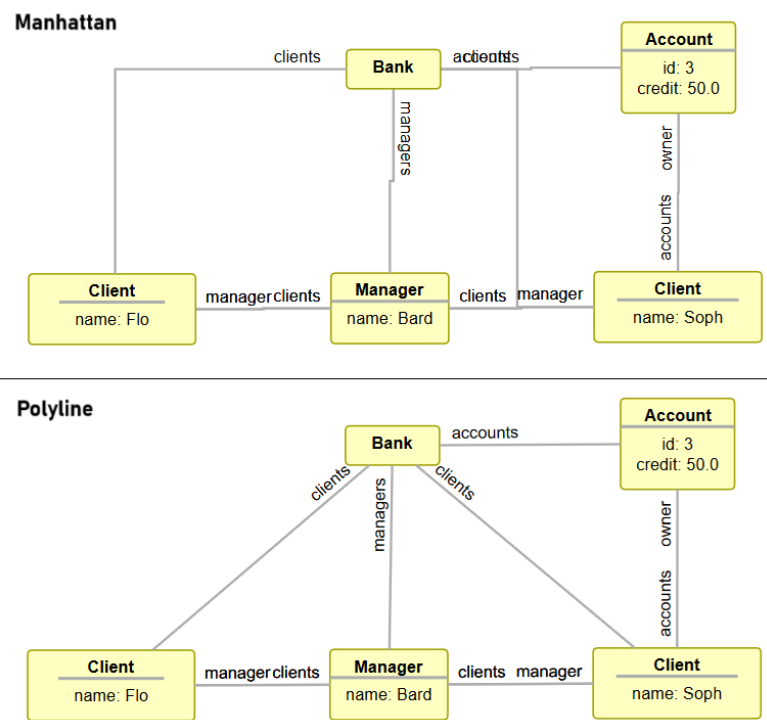 Manhattan
clients
Bank
accounts
clients
Account
id: 3
credit: 50.0
managers
owner
accounts
Client
name: Flo
manager
clients
Manager
name: Bard
clients
manager
Client
name: Soph
Polyline
Bank
accounts
Account
id: 3
credit: 50.0
clients
managers
clients
owner
accounts
Client
name: Flo
manager
clients
Manager
name: Bard
clients
manager
Client
name: Soph